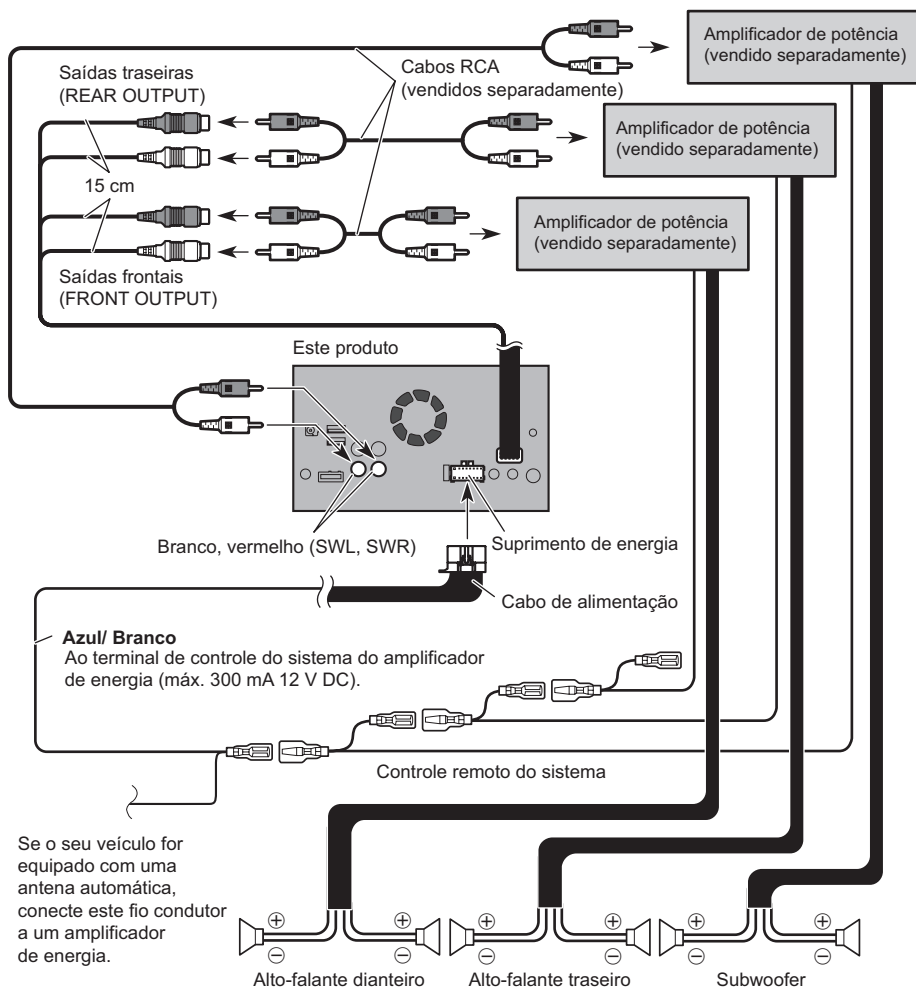 Amplificador de potência
(vendido separadamente)
Saídas traseiras
(REAR OUTPUT)
Cabos RCA
(vendidos separadamente)
Amplificador de potência
(vendido separadamente)
15 cm
Amplificador de potência
(vendido separadamente)
Saídas frontais
(FRONT OUTPUT)
Este produto
Branco, vermelho (SWL, SWR)
Suprimento de energia
Cabo de alimentação
Azul/ Branco
Ao terminal de controle do sistema do amplificador
de energia (máx. 300 mA 12 V DC).
Controle remoto do sistema
Se o seu veículo for
equipado com uma
antena automática,
conecte este fio condutor
a um amplificador
de energia.
+ + + + + +
− − − − − −
Alto-falante dianteiro
Alto-falante traseiro
Subwoofer